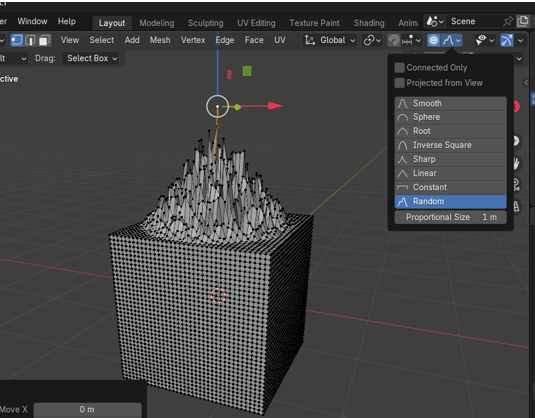 Window Help Layout Modeling Sculpting UV Editing Texture Paint Shading Anim Scene
View Select Add Mesh Vertex Edge Face UV Global
Drag: Select Box
ctive
Connected Only
Projected from View
Smooth
Sphere
Root
Inverse Square
Sharp
Linear
Constant
Random
Proportional Size 1 m
Move X 0 m